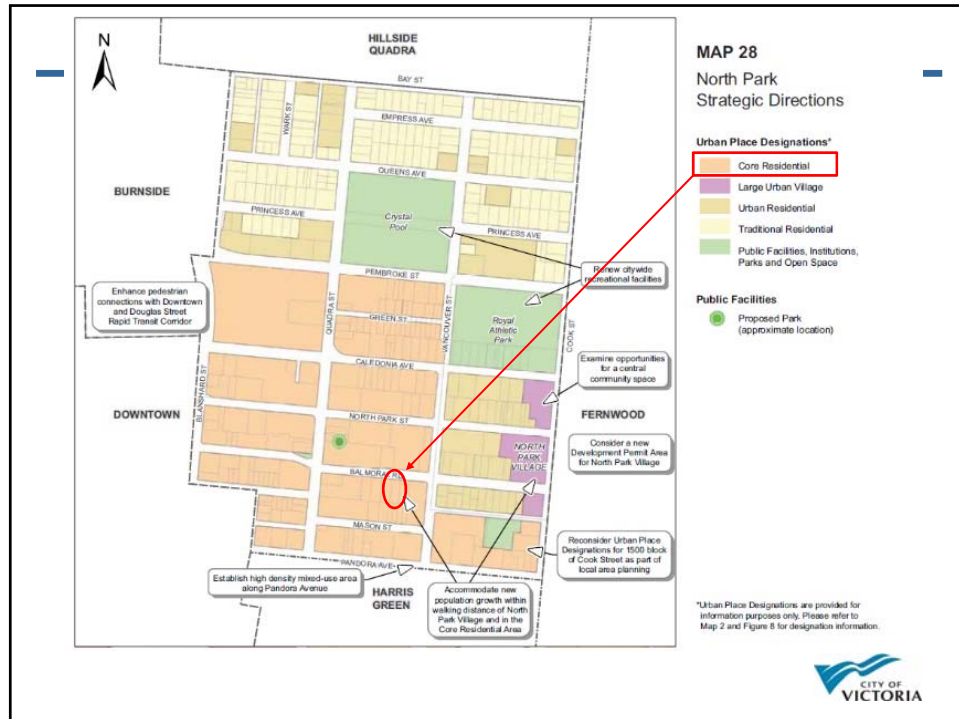 N
HILLSIDE
QUADRA
MAP 28
North Park
Strategic Directions
BAY ST
WARK ST
EMPRESS AVE
Urban Place Designations*
Core Residential
Large Urban Village
Urban Residential
Traditional Residential
Public Facilities, Institutions,
Parks and Open Space
Public Facilities
Proposed Park
(approximate location)
QUEENS AVE
BURNSIDE
Crystal
Pool
PRINCESS AVE
PRINCESS AVE
PEMBROKE ST
Renew citywide
recreational facilities
Enhance pedestrian
connections with Downtown
and Douglas Street
Rapid Transit Corridor
QUADRA ST
GREEN ST
VANCOUVER ST
Royal
Athletic
Park
COOK ST
CALEDONIA AVE
Examine opportunities
for a central
community space
BLANSHARD ST
DOWNTOWN
NORTH PARK ST
FERNWOOD
NORTH
PARK
VILLAGE
Consider a new
Development Permit Area
for North Park Village
BALMORAL RD
MASON ST
Reconsider Urban Place
Designations for 1500 block
of Cook Street as part of
local area planning
PANDORA AVE
Establish high density mixed-use area
along Pandora Avenue
HARRIS
GREEN
Accommodate new
population growth within
walking distance of North
Park Village and in the
Core Residential Area
*Urban Place Designations are provided for
information purposes only. Please refer to
Map 2 and Figure 8 for designation information.
CITY OF
VICTORIA